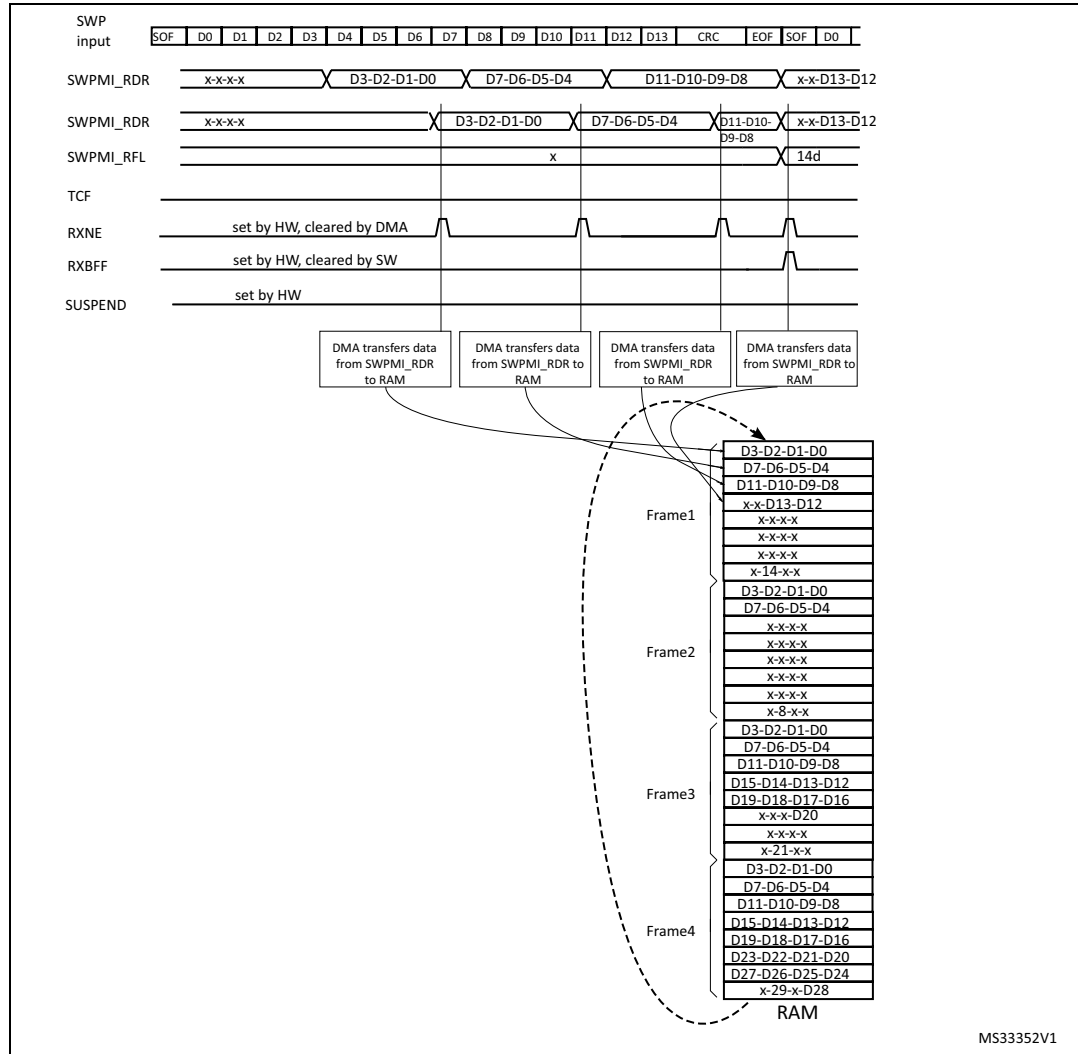 SWP
input
SOF D0 D1 D2 D3 D4 D5 D6 D7 D8 D9 D10 D11 D12 D13 CRC EOF SOF D0
SWPMI_RDR x-x-x-x D3-D2-D1-D0 D7-D6-D5-D4 D11-D10-D9-D8 x-x-D13-D12
SWPMI_RDR x-x-x-x D3-D2-D1-D0 D7-D6-D5-D4 D11-D10- x-x-D13-D12
D9-D8
SWPMI_RFL x 14d
TCF
RXNE set by HW, cleared by DMA
RXBFF set by HW, cleared by SW
SUSPEND set by HW
DMA transfers data
from SWPMI_RDR
to RAM
DMA transfers data
from SWPMI_RDR to
RAM
DMA transfers data
from SWPMI_RDR
to RAM
DMA transfers data
from SWPMI_RDR to
RAM
Frame1
D3-D2-D1-D0
D7-D6-D5-D4
D11-D10-D9-D8
x-x-D13-D12
x-x-x-x
x-x-x-x
x-x-x-x
x-14-x-x
Frame2
D3-D2-D1-D0
D7-D6-D5-D4
x-x-x-x
x-x-x-x
x-x-x-x
x-x-x-x
x-x-x-x
x-8-x-x
Frame3
D3-D2-D1-D0
D7-D6-D5-D4
D11-D10-D9-D8
D15-D14-D13-D12
D19-D18-D17-D16
x-x-x-D20
x-x-x-x
x-21-x-x
Frame4
D3-D2-D1-D0
D7-D6-D5-D4
D11-D10-D9-D8
D15-D14-D13-D12
D19-D18-D17-D16
D23-D22-D21-D20
D27-D26-D25-D24
x-29-x-D28
RAM
MS33352V1